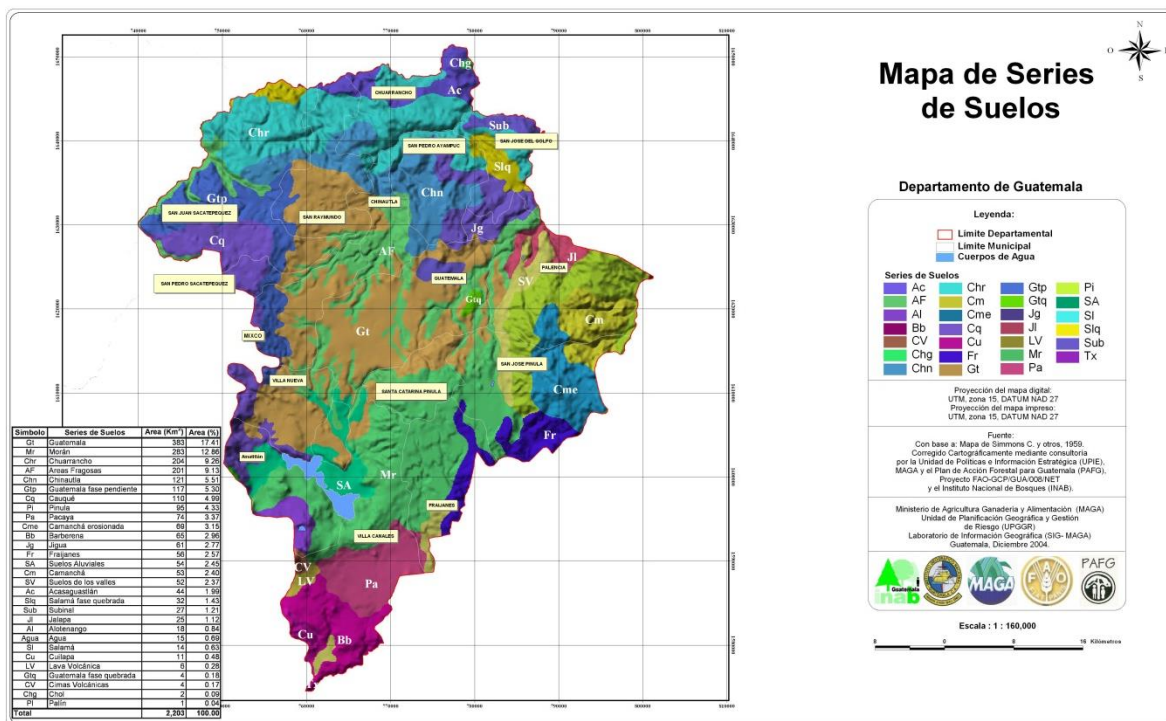 Mapa de Series
de Suelos
N
O
S
Departamento de Guatemala
Leyenda:
Limite Departamental
Limite Municipal
Cuerpos de Agua
Series de Suelos
Ac
AF
Al
Bb
CV
Chg
Chn
Chr
Cm
Cme
Cq
Cu
Fr
Gt
Gtp
Gtq
Jg
Jl
LV
Mr
Pa
Pi
SA
Sl
Slq
Sub
Tx
Proyección del mapa digital:
UTM, zona 15, DATUM NAD 27
Proyección del mapa impreso:
UTM, zona 15, DATUM NAD 27
Fuente:
Con base a: Mapa de Simmons C. y otros, 1959.
Corregido Cartográficamente mediante consultoria
por la Unidad de Políticas e Información Estratégica (UPIE),
MAGA y el Plan de Acción Forestal para Guatemala (PAFG),
Proyecto FAO-GCP/GUA/008/NET
y el Instituto Nacional de Bosques (INAB).
Ministerio de Agricultura Ganadería y Alimentación (MAGA)
Unidad de Planificación Geográfica y Gestión
de Riesgo (UPGGR)
Laboratorio de Información Geográfica (SIG- MAGA)
Guatemala, Diciembre 2004.
Guatemala
inab
MAGA
FAO
PAFG
Escala : 1 : 160,000
8 0 8 16 Kilómetros
Chg
CHUARRANCHO
Ac
Chr
Sub
SAN PEDRO AYAMPUC
SAN JOSE DEL GOLFO
Slq
Gtp
Chn
CHINAUTLA
SAN JUAN SACATEPEQUEZ
SAN RAYMUNDO
Jg
Cq
AF
Jl
PALENCIA
SAN PEDRO SACATEPEQUEZ
GUATEMALA
SV
Gtq
Cm
MIXCO
Gt
SAN JOSE PINULA
VILLA NUEVA
SANTA CATARINA PINULA
Cme
Fr
Amatitlán
Mr
SA
FRAIJANES
VILLA CANALES
CV
LV
Pa
Cu
Bb
Simbolo Series de Suelos Area (Km²) Area (%)
Gt Guatemala 383 17.41
Mr Morán 283 12.86
Chr Chuarrancho 204 9.26
AF Areas Fragosas 201 9.13
Chn Chinautla 121 5.51
Gtp Guatemala fase pendiente 117 5.30
Cq Cauqué 110 4.99
Pi Pinula 95 4.33
Pa Pacaya 74 3.37
Cme Camanchá erosionada 69 3.15
Bb Barberena 65 2.96
Jg Jigua 61 2.77
Fr Fraijanes 56 2.57
SA Suelos Aluviales 54 2.45
Cm Camanchá 53 2.40
SV Suelos de los valles 52 2.37
Ac Acasaguastlán 44 1.99
Slq Salamá fase quebrada 32 1.43
Sub Subinal 27 1.21
Jl Jalapa 25 1.12
Al Alotenango 18 0.84
Agua Agua 15 0.69
Sl Salamá 14 0.63
Cu Cuilapa 11 0.48
LV Lava Volcánica 6 0.28
Gtq Guatemala fase quebrada 4 0.18
CV Cimas Volcánicas 4 0.17
Chg Chol 2 0.09
Pl Palín 1 0.04
Total 2,203 100.00